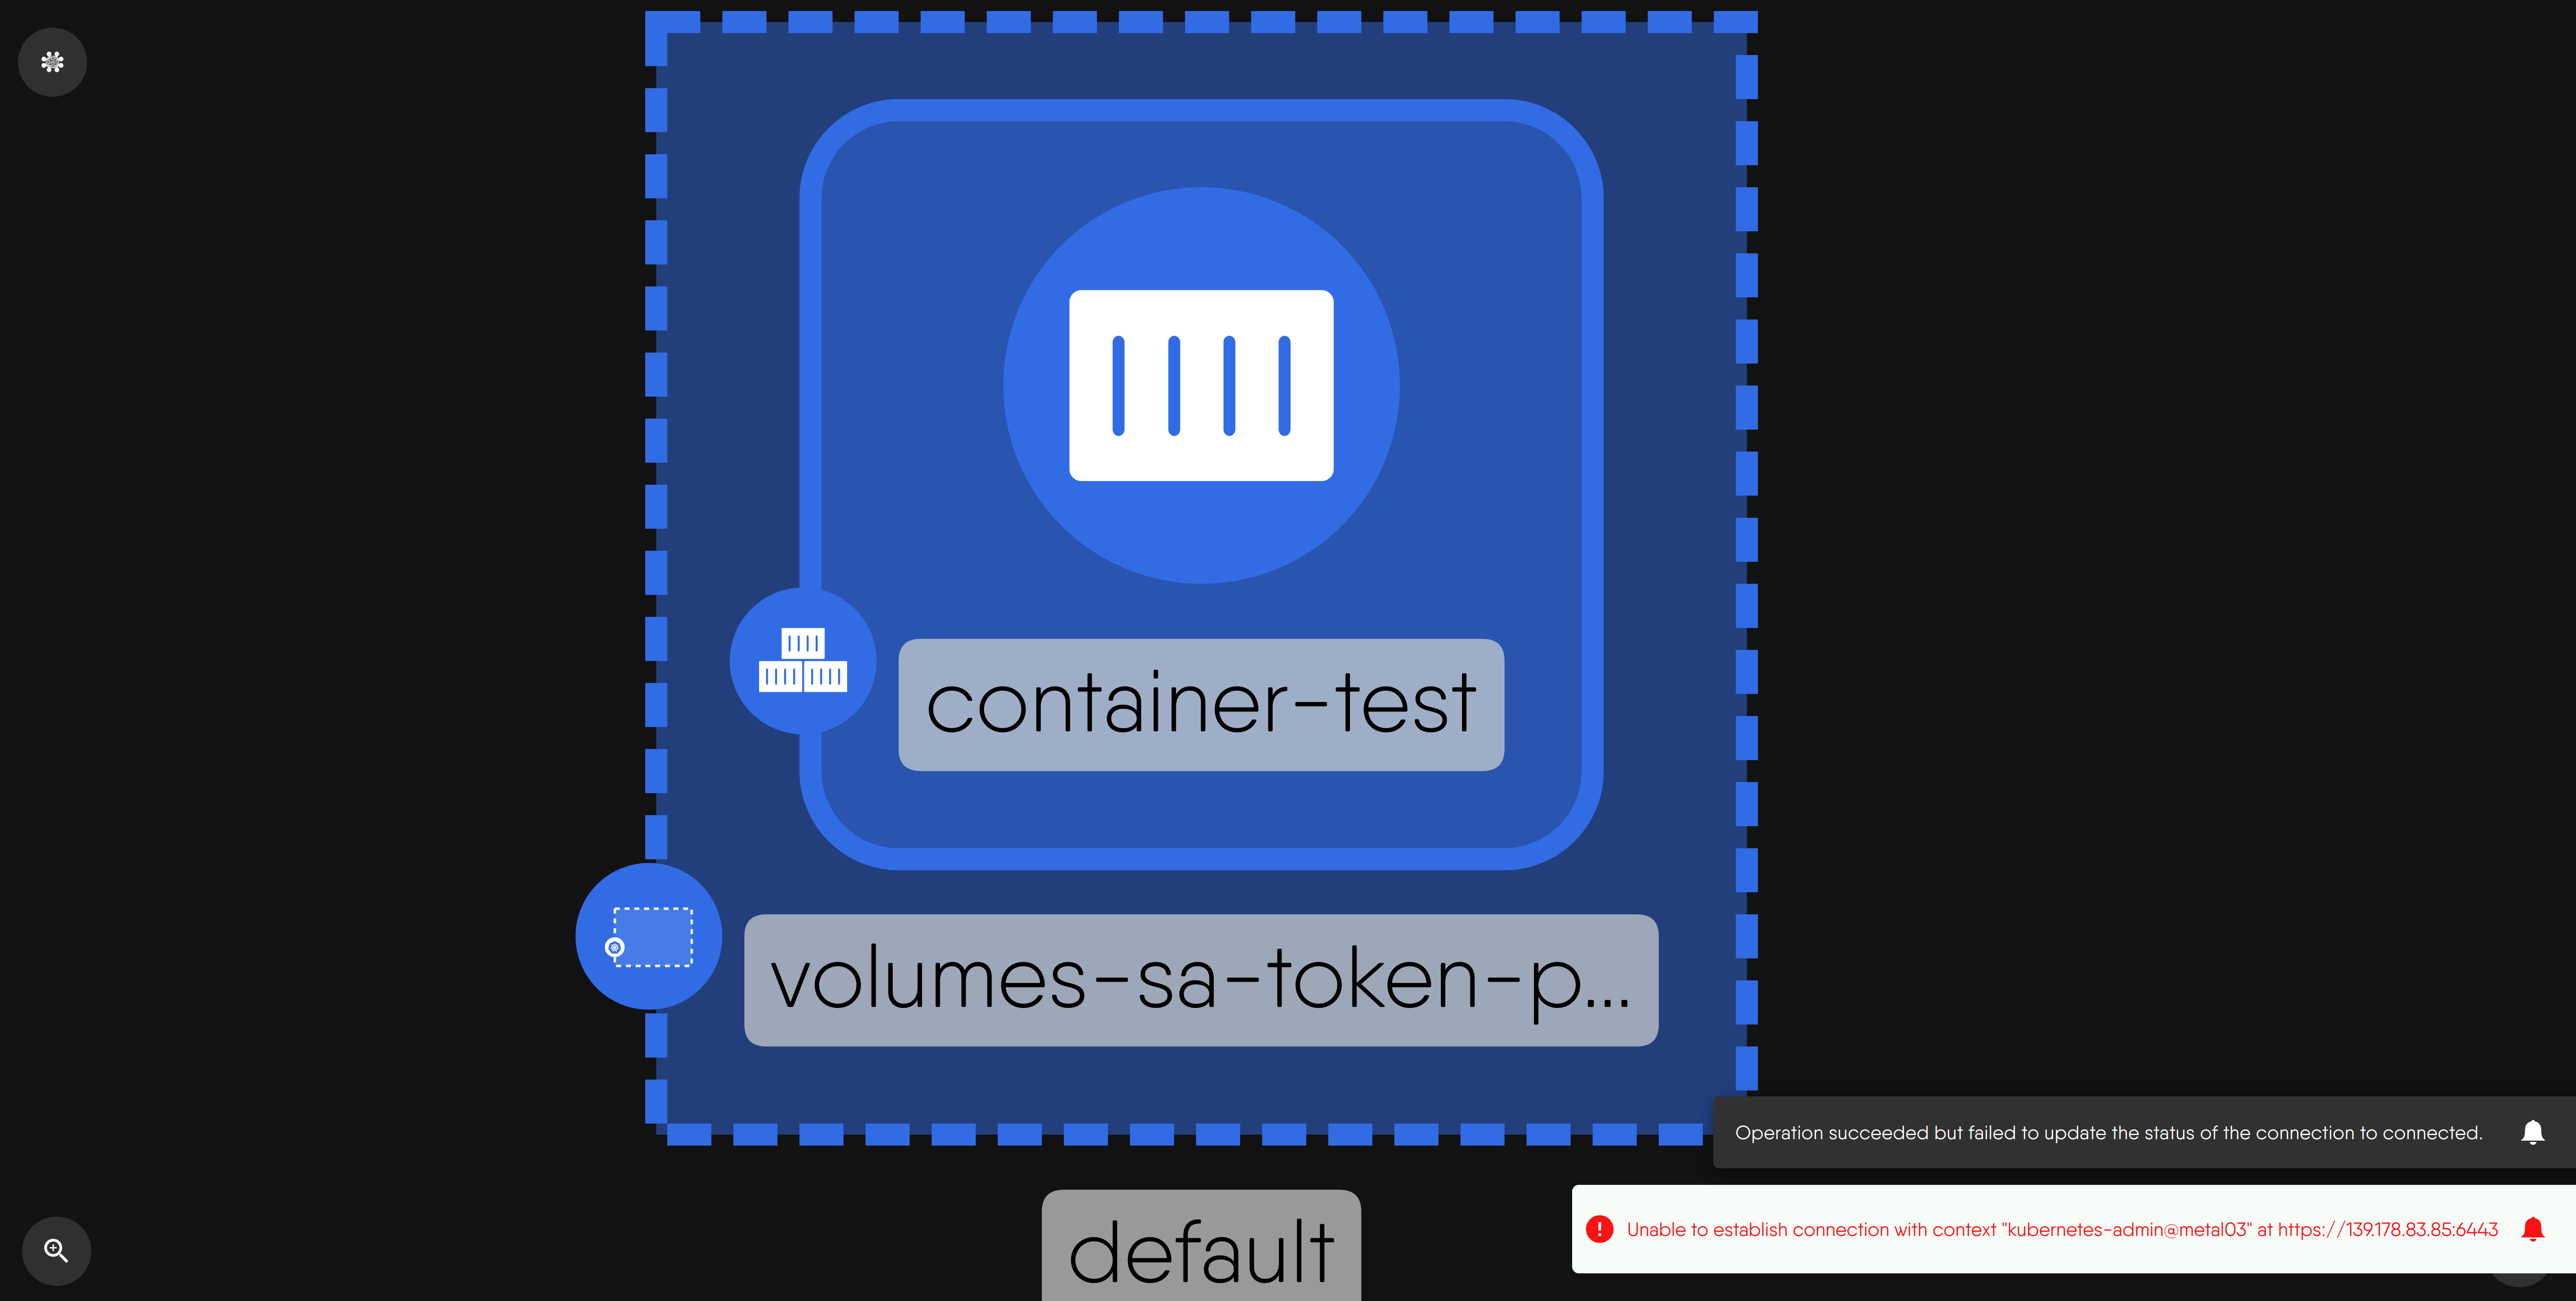 container-test
volumes-sa-token-p...
default
Operation succeeded but failed to update the status of the connection to connected.
Unable to establish connection with context "kubernetes-admin@metal03" at https://139.178.83.85:6443